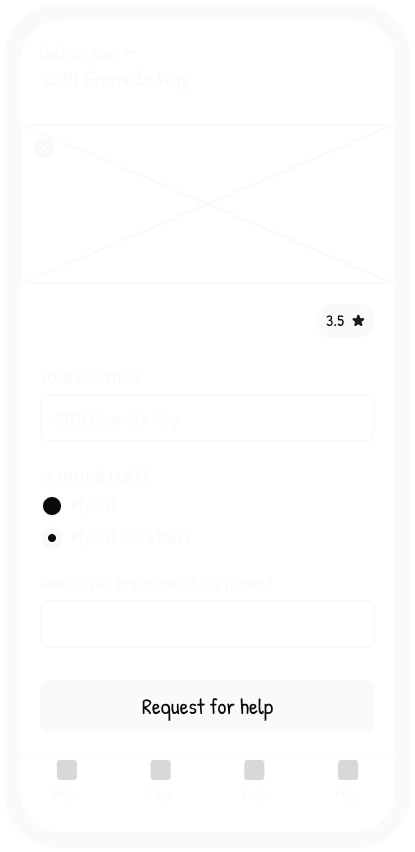 Deliver now
1020 Granville Way
3.5
YOUR LOCATION
1020 Granville Way
IS ANYONE HURT?
Myself
Myself and others
WHAT'S THE EMERGENCY? (OPTIONAL)
Request for help
Page Page Page Page